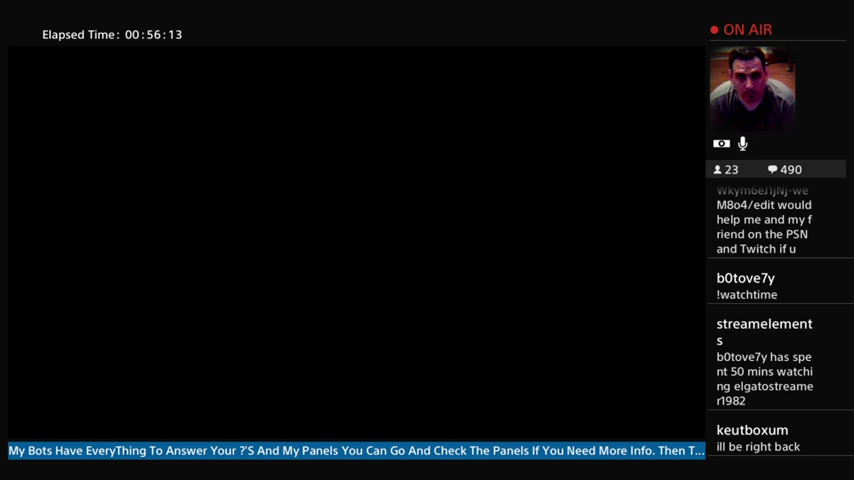 Elapsed Time: 00:56:13
ON AIR
23 490
M8o4/edit would
help me and my f
riend on the PSN
and Twitch if u
b0tove7y
!watchtime
streamelement
s
b0tove7y has spe
nt 50 mins watchi
ng elgatostreame
r1982
keutboxum
ill be right back
My Bots Have EveryThing To Answer Your ?'S And My Panels You Can Go And Check The Panels If You Need More Info. Then T...